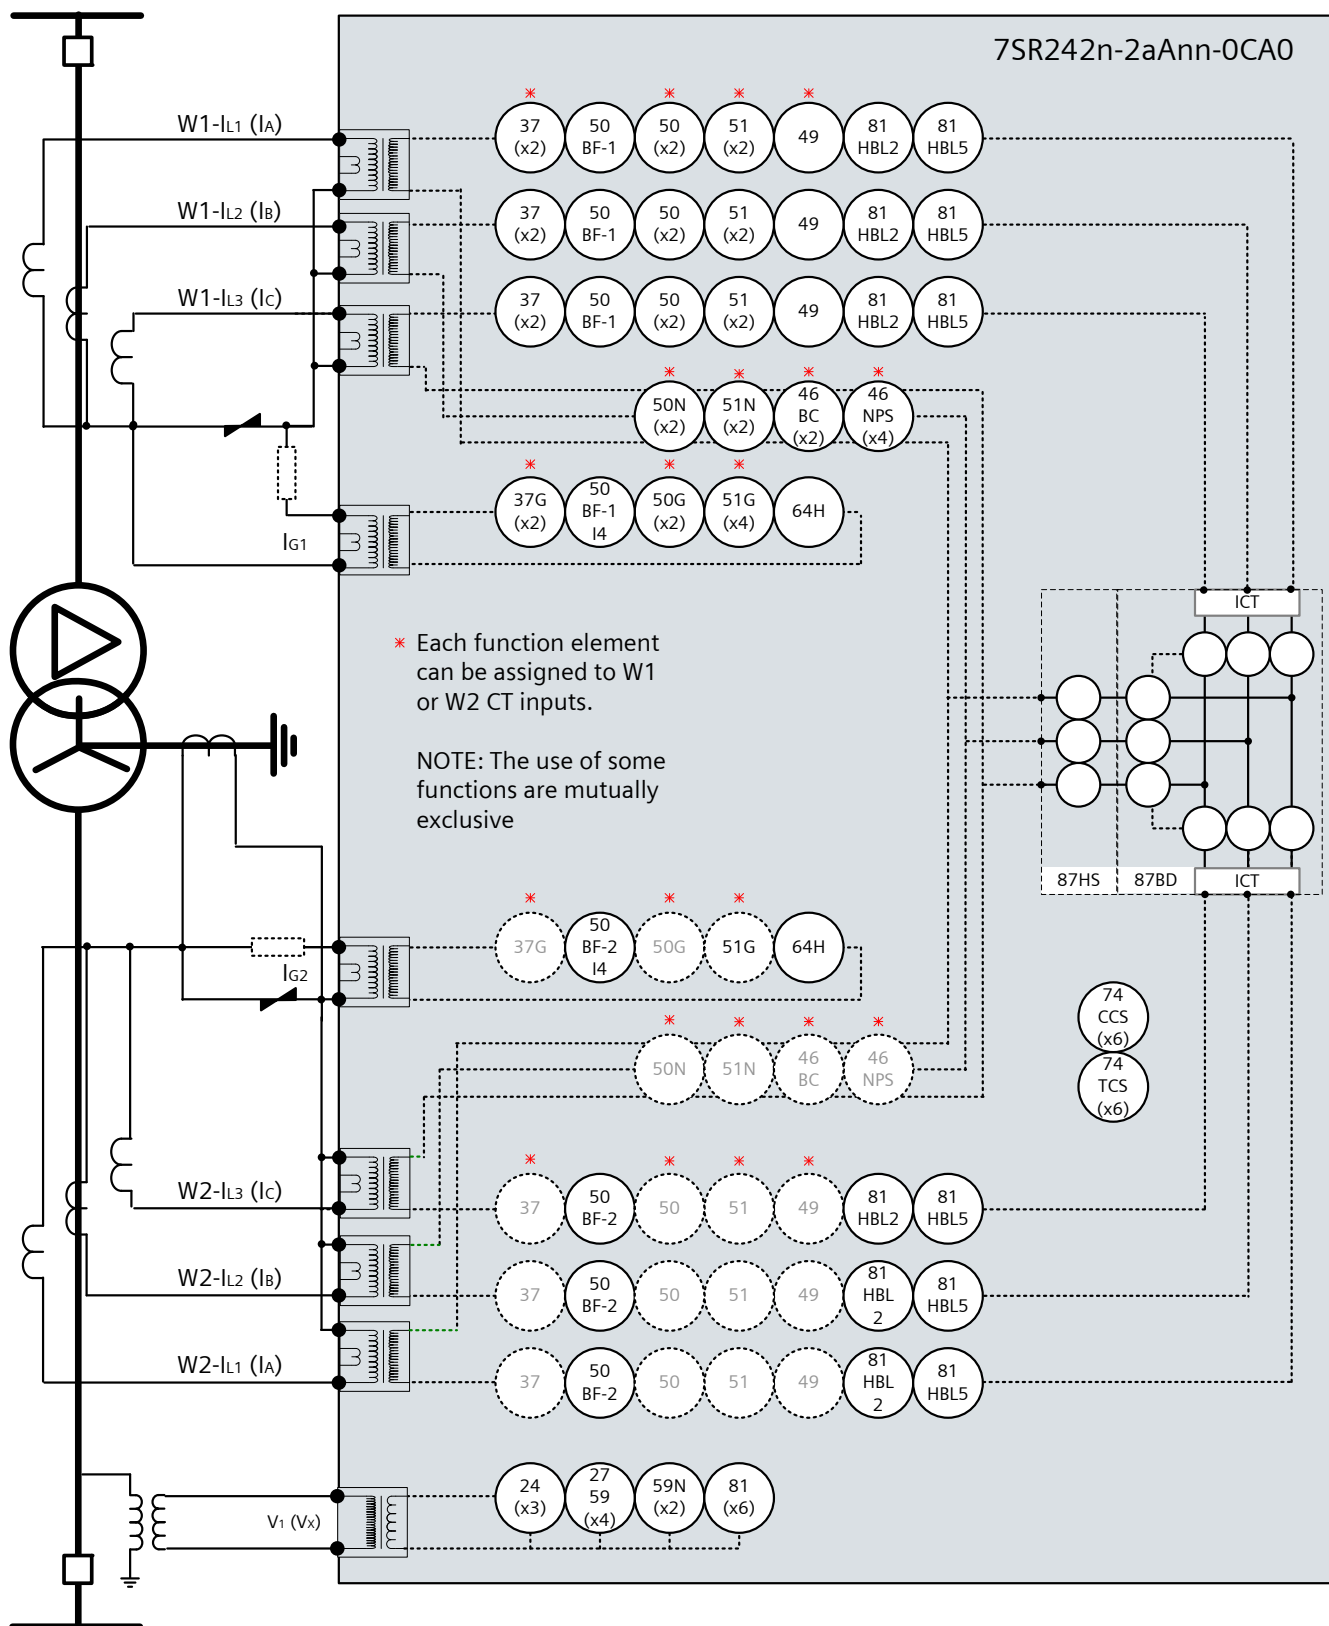 7SR242n-2aAnn-0CA0
W1-IL1 (IA)
37 (x2) 50 BF-1 50 (x2) 51 (x2) 49 81 HBL2 81 HBL5
W1-IL2 (IB)
37 (x2) 50 BF-1 50 (x2) 51 (x2) 49 81 HBL2 81 HBL5
W1-IL3 (IC)
37 (x2) 50 BF-1 50 (x2) 51 (x2) 49 81 HBL2 81 HBL5
50N (x2) 51N (x2) 46 BC (x2) 46 NPS (x4)
IG1
37G (x2) 50 BF-1 I4 50G (x2) 51G (x4) 64H
ICT
* Each function element
can be assigned to W1
or W2 CT inputs.
NOTE: The use of some
functions are mutually
exclusive
87HS 87BD ICT
IG2
37G 50 BF-2 I4 50G 51G 64H
74 CCS (x6)
74 TCS (x6)
50N 51N 46 BC 46 NPS
W2-IL3 (IC)
37 50 BF-2 50 51 49 81 HBL2 81 HBL5
W2-IL2 (IB)
37 50 BF-2 50 51 49 81 HBL 2 81 HBL5
W2-IL1 (IA)
37 50 BF-2 50 51 49 81 HBL 2 81 HBL5
V1 (VX)
24 (x3) 27 59 (x4) 59N (x2) 81 (x6)